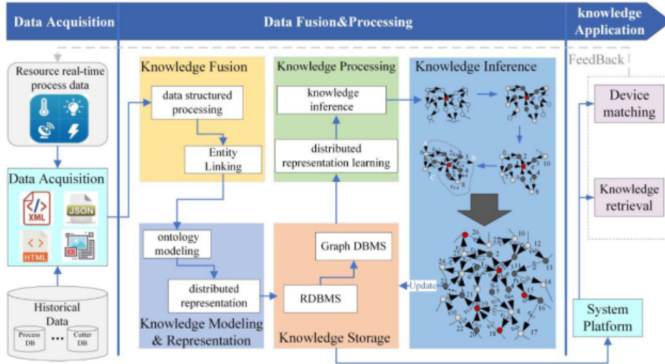 Data Acquisition
Data Fusion&Processing
knowledge
Application
Resource real-time
process data
Data Acquisition
XML
JSON
HTML
Historical
Data
Process
DB
•••
Cutter
DB
Knowledge Fusion
data structured
processing
Entity
Linking
ontology
modeling
distributed
representation
Knowledge Modeling
& Representation
Knowledge Processing
knowledge
inference
distributed
representation learning
Graph DBMS
RDBMS
Knowledge Storage
Knowledge Inference
Update
FeedBack
Device
matching
Knowledge
retrieval
System
Platform